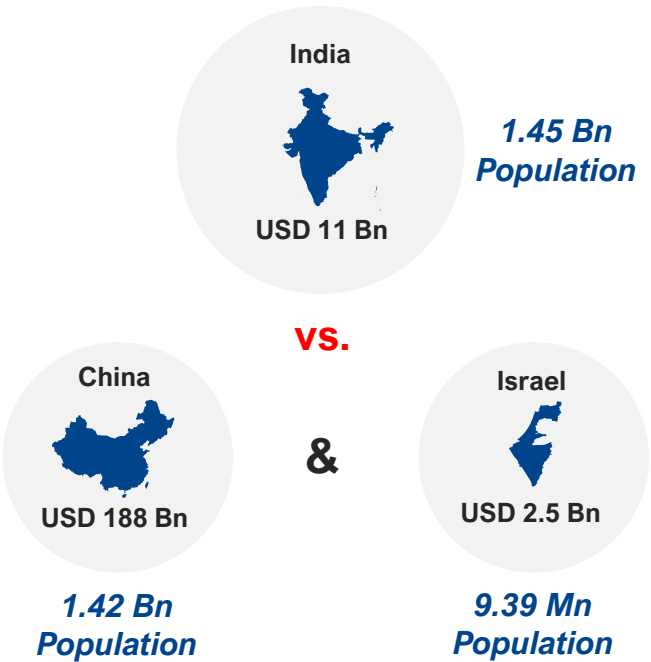 India
1.45 Bn
Population
USD 11 Bn
vs.
China
Israel
&
USD 188 Bn
USD 2.5 Bn
1.42 Bn
Population
9.39 Mn
Population